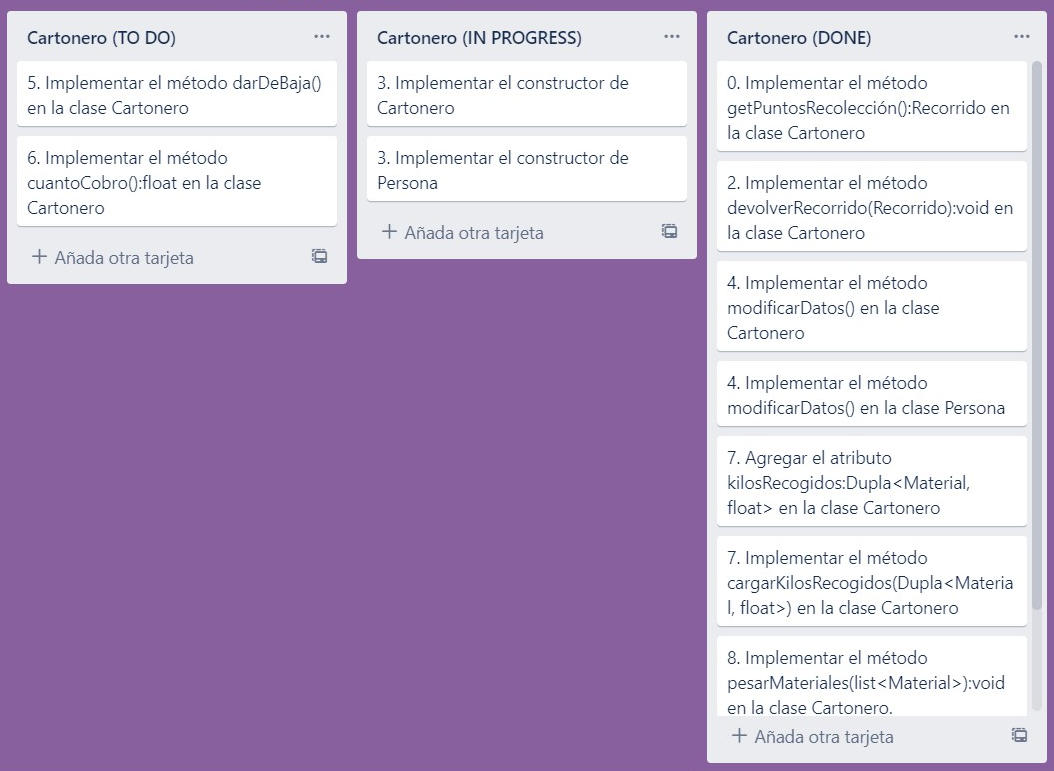 Cartonero (TO DO)
5. Implementar el método darDeBaja()
en la clase Cartonero
6. Implementar el método
cuantoCobro():float en la clase
Cartonero
Añada otra tarjeta
Cartonero (IN PROGRESS)
3. Implementar el constructor de
Cartonero
3. Implementar el constructor de
Persona
Añada otra tarjeta
Cartonero (DONE)
0. Implementar el método
getPuntosRecolección():Recorrido en
la clase Cartonero
2. Implementar el método
devolverRecorrido(Recorrido):void en
la clase Cartonero
4. Implementar el método
modificarDatos() en la clase
Cartonero
4. Implementar el método
modificarDatos() en la clase Persona
7. Agregar el atributo
kilosRecogidos:Dupla<Material,
float> en la clase Cartonero
7. Implementar el método
cargarKilosRecogidos(Dupla<Materia
l, float>) en la clase Cartonero
8. Implementar el método
pesarMateriales(list<Material>):void
en la clase Cartonero.
Añada otra tarjeta